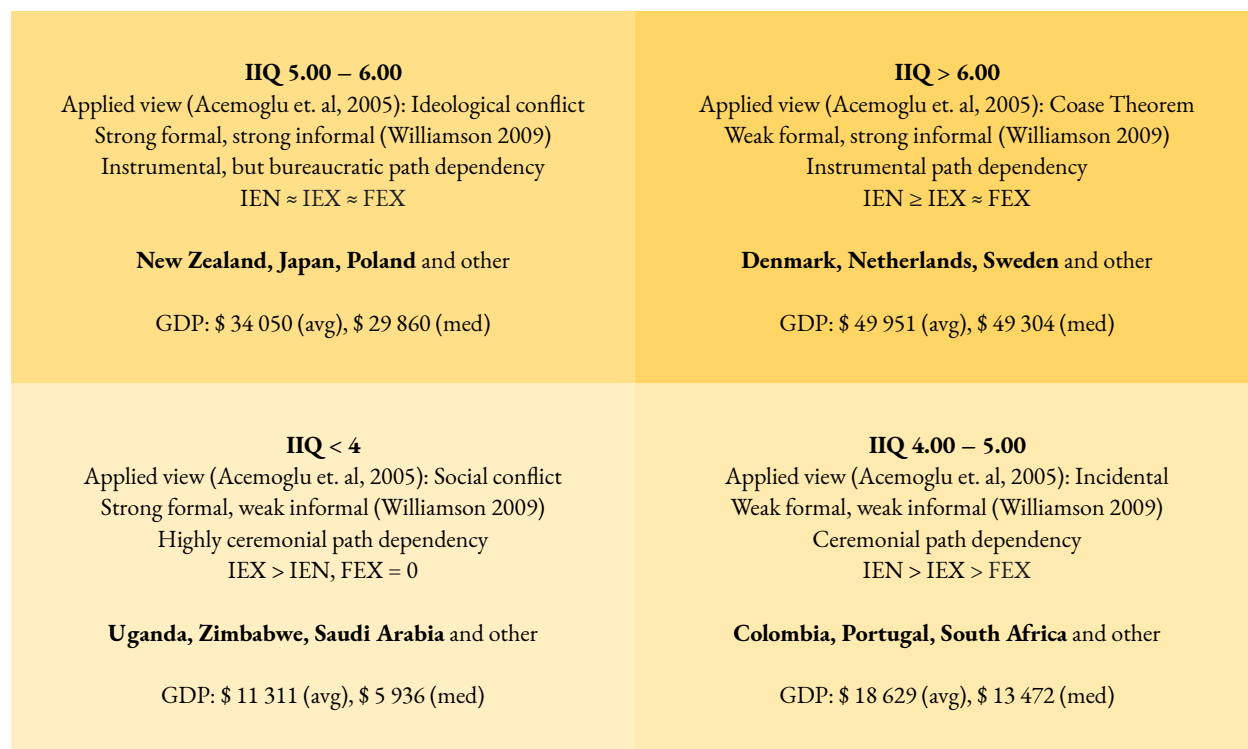 IIQ 5.00 – 6.00
Applied view (Acemoglu et. al, 2005): Ideological conflict
Strong formal, strong informal (Williamson 2009)
Instrumental, but bureaucratic path dependency
IEN ≈ IEX ≈ FEX
New Zealand, Japan, Poland and other
GDP: $ 34 050 (avg), $ 29 860 (med)
IIQ > 6.00
Applied view (Acemoglu et. al, 2005): Coase Theorem
Weak formal, strong informal (Williamson 2009)
Instrumental path dependency
IEN ≥ IEX ≈ FEX
Denmark, Netherlands, Sweden and other
GDP: $ 49 951 (avg), $ 49 304 (med)
IIQ < 4
Applied view (Acemoglu et. al, 2005): Social conflict
Strong formal, weak informal (Williamson 2009)
Highly ceremonial path dependency
IEX > IEN, FEX = 0
Uganda, Zimbabwe, Saudi Arabia and other
GDP: $ 11 311 (avg), $ 5 936 (med)
IIQ 4.00 – 5.00
Applied view (Acemoglu et. al, 2005): Incidental
Weak formal, weak informal (Williamson 2009)
Ceremonial path dependency
IEN > IEX > FEX
Colombia, Portugal, South Africa and other
GDP: $ 18 629 (avg), $ 13 472 (med)